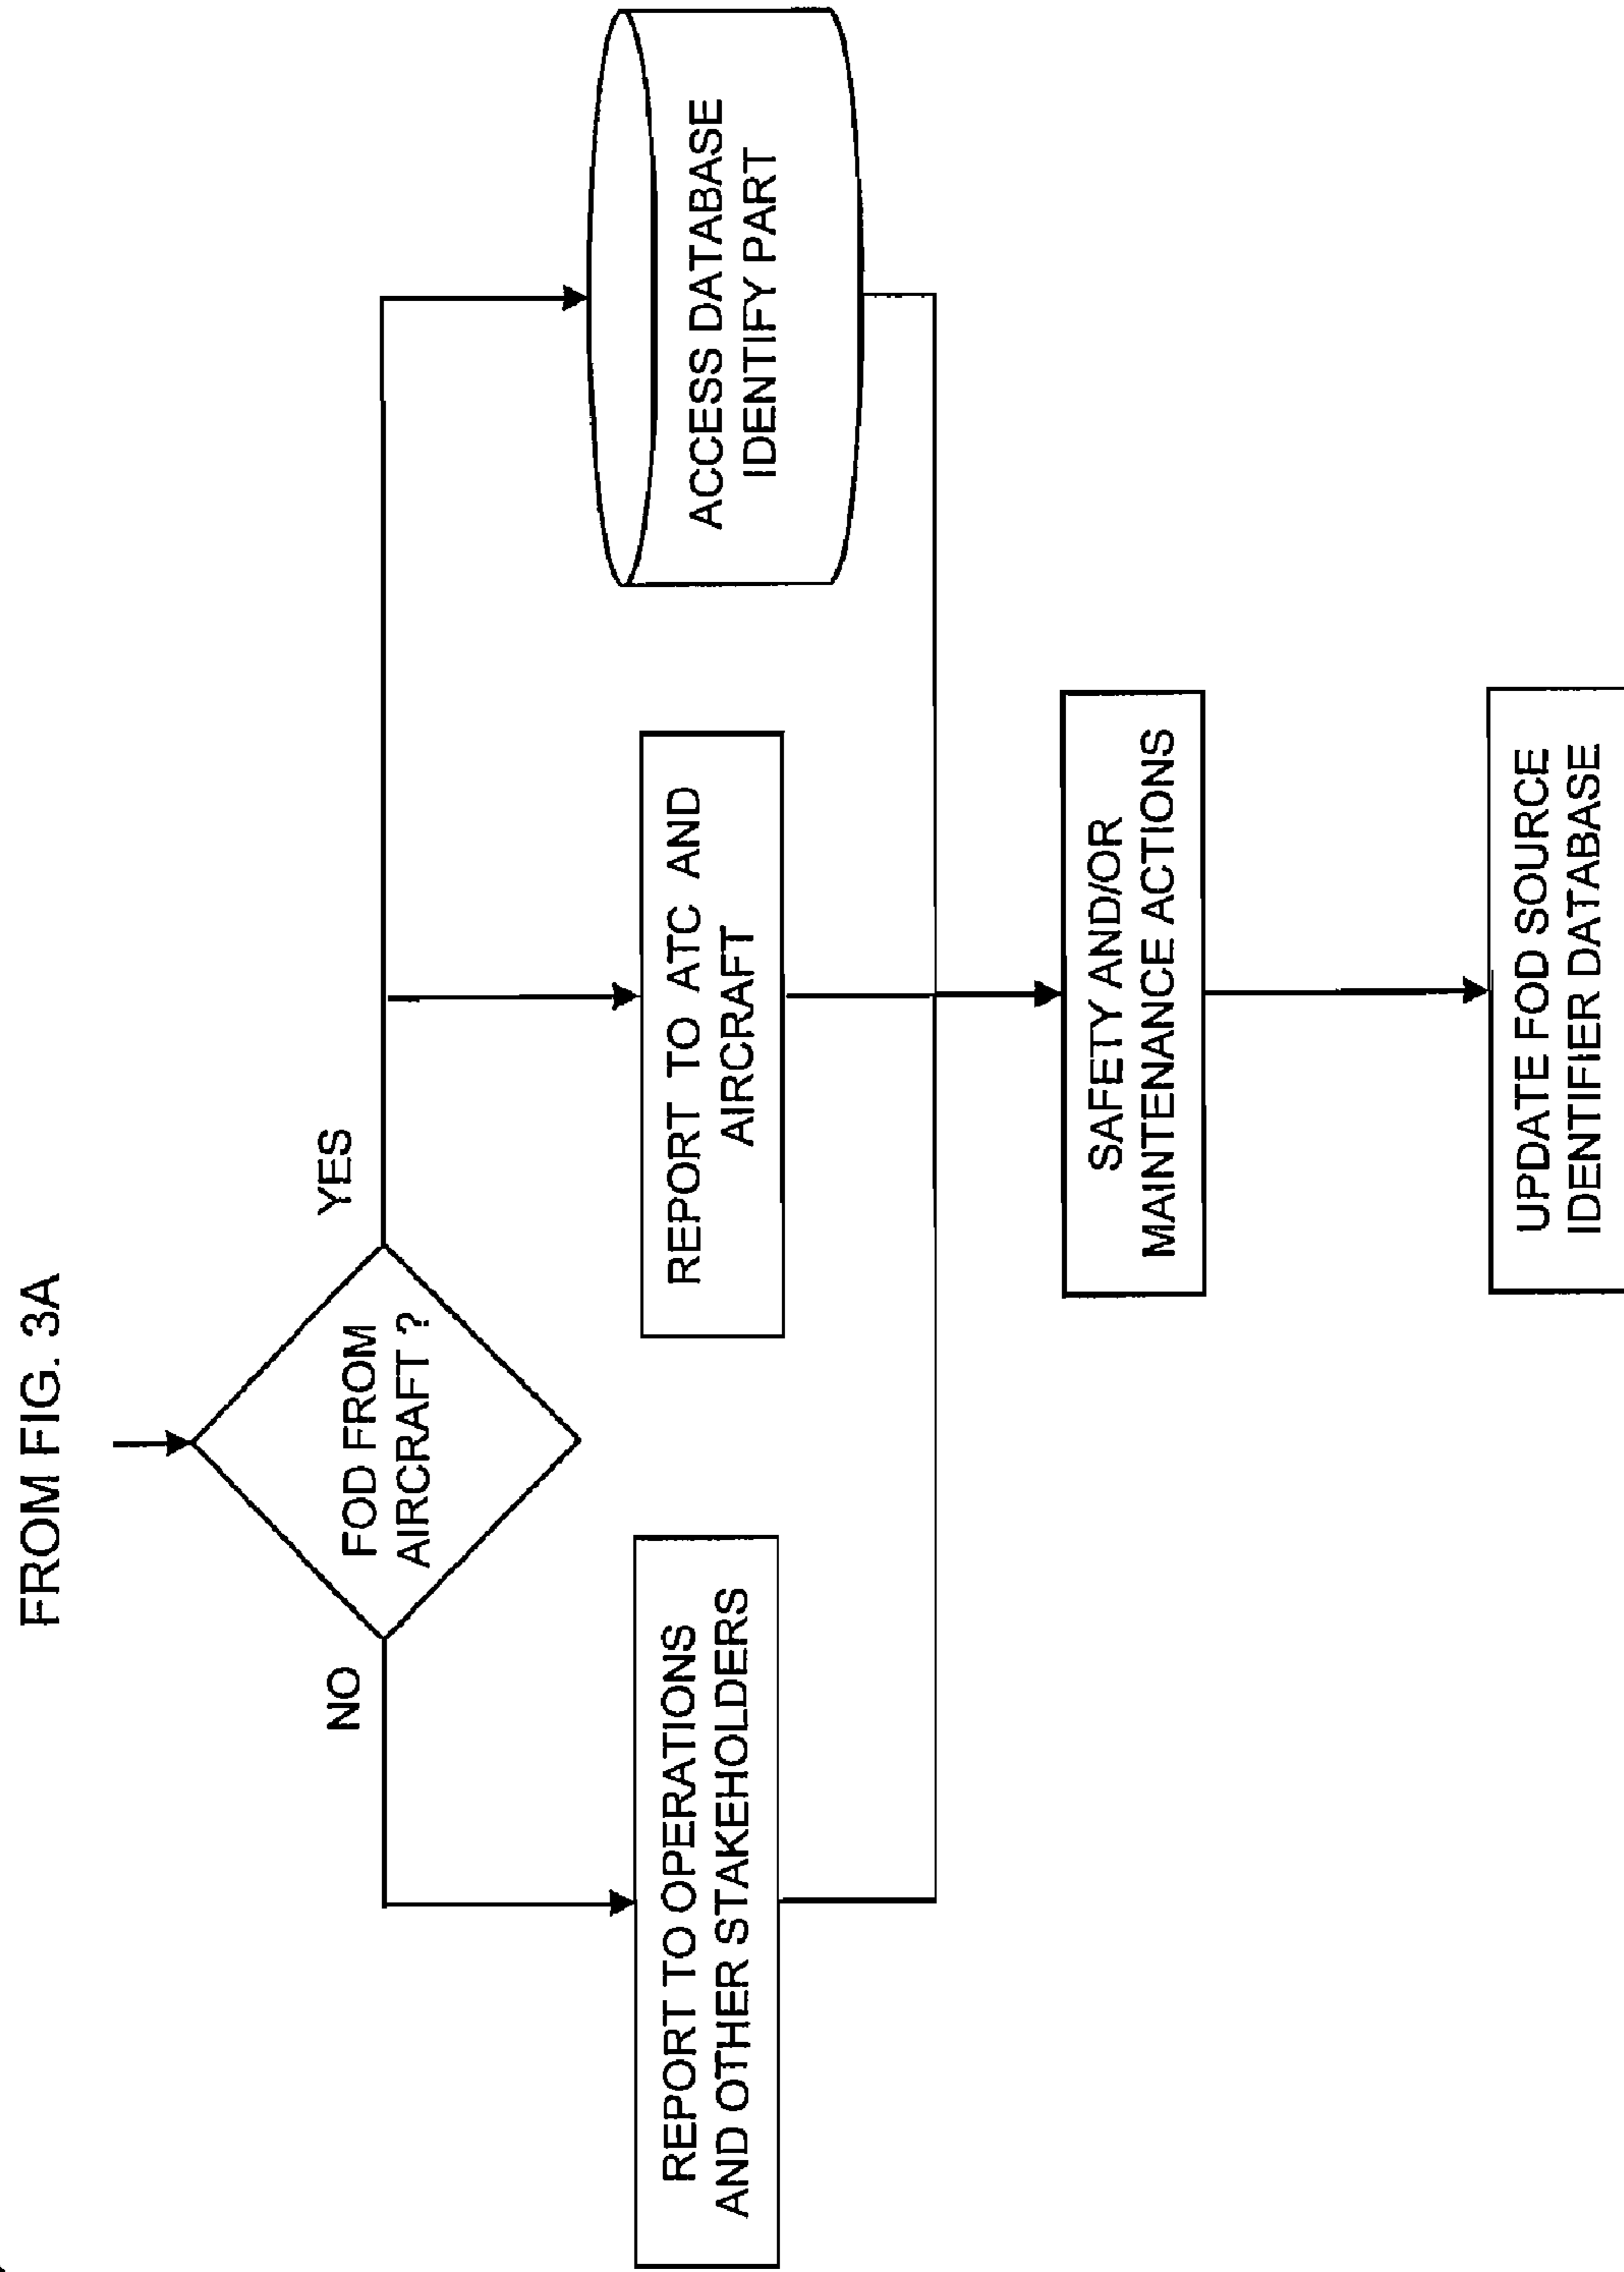 FROM FIG. 3A
FOD FROM
AIRCRAFT ?
NO
YES
REPORT TO OPERATIONS
AND OTHER STAKEHOLDERS
REPORT TO ATC AND
AIRCRAFT
ACCESS DATABASE
IDENTIFY PART
SAFETY AND/OR
MAINTENANCE ACTIONS
UPDATE FOD SOURCE
IDENTIFIER DATABASE